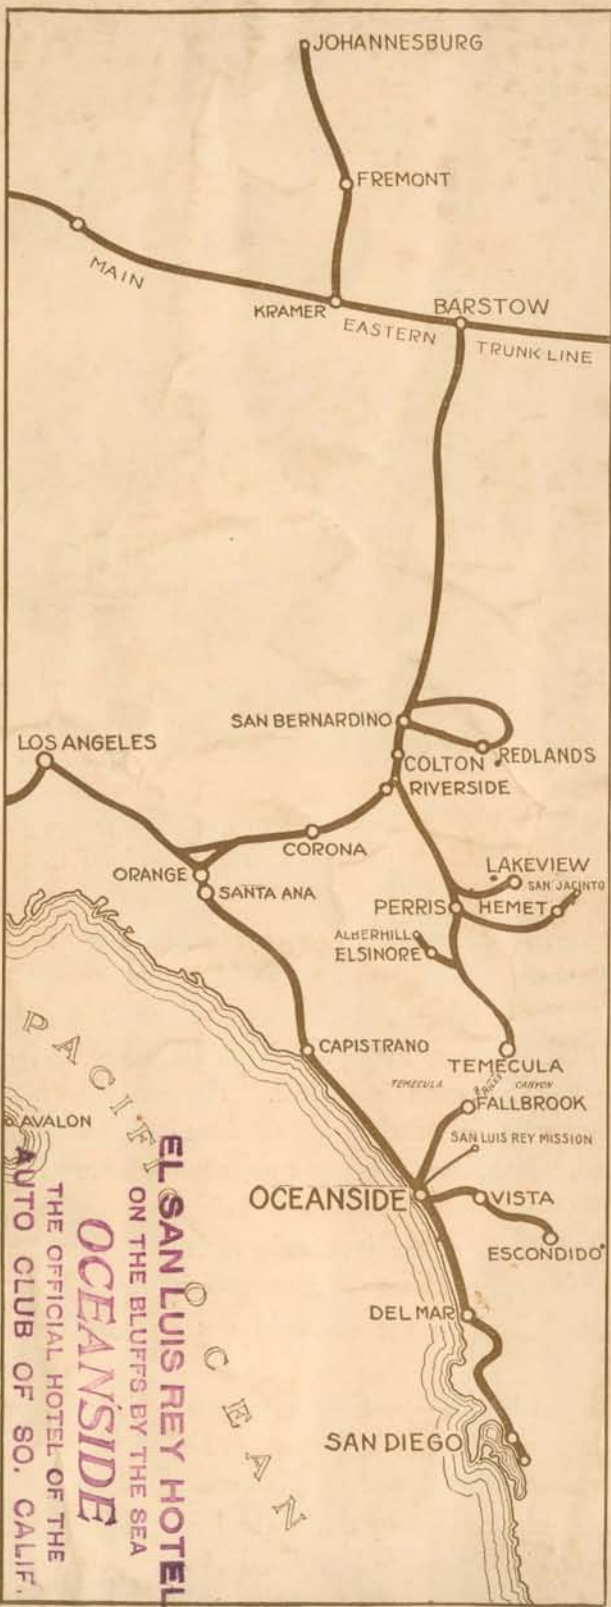 JOHANNESBURG
FREMONT
MAIN
KRAMER
EASTERN
BARSTOW
TRUNK LINE
SAN BERNARDINO
LOS ANGELES
COLTON
REDLANDS
RIVERSIDE
CORONA
ORANGE
SANTA ANA
LAKEVIEW
SAN JACINTO
PERRIS
HEMET
ALBERHILL
ELSINORE
CAPISTRANO
TEMECULA
TEMECULA
CANYON
FALLBROOK
SAN LUIS REY MISSION
PACIFIC OCEAN
AVALON
OCEANSIDE
VISTA
ESCONDIDO
DEL MAR
SAN DIEGO
EL SAN LUIS REY HOTEL
ON THE BLUFFS BY THE SEA
OCEANSIDE
THE OFFICIAL HOTEL OF THE
AUTO CLUB OF SO. CALIF.